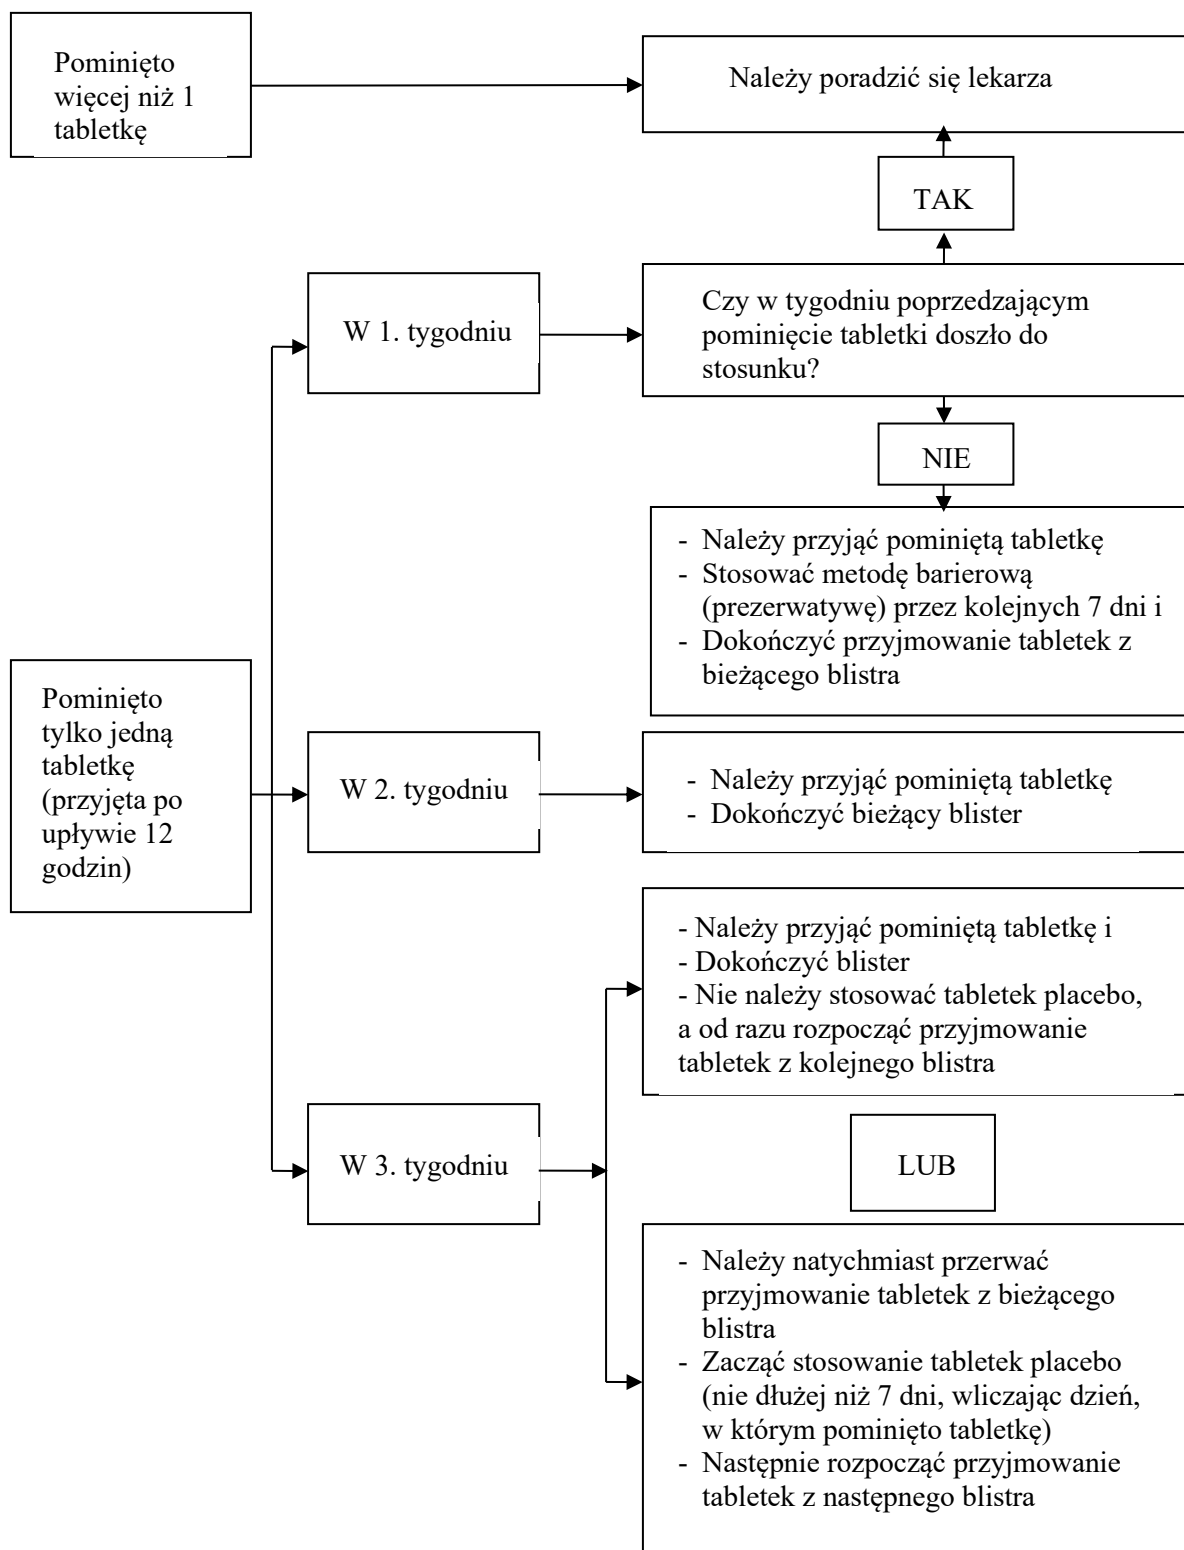 Pominięto
więcej niż 1
tabletkę
Należy poradzić się lekarza
TAK
W 1. tygodniu
Czy w tygodniu poprzedzającym
pominięcie tabletki doszło do
stosunku?
NIE
- Należy przyjąć pominiętą tabletkę
- Stosować metodę barierową
(prezerwatywę) przez kolejnych 7 dni i
- Dokończyć przyjmowanie tabletek z
bieżącego blistra
Pominięto
tylko jedną
tabletkę
(przyjęta po
upływie 12
godzin)
W 2. tygodniu
- Należy przyjąć pominiętą tabletkę
- Dokończyć bieżący blister
- Należy przyjąć pominiętą tabletkę i
- Dokończyć blister
- Nie należy stosować tabletek placebo,
a od razu rozpocząć przyjmowanie
tabletek z kolejnego blistra
W 3. tygodniu
LUB
- Należy natychmiast przerwać
przyjmowanie tabletek z bieżącego
blistra
- Zacząć stosowanie tabletek placebo
(nie dłużej niż 7 dni, wliczając dzień,
w którym pominięto tabletkę)
- Następnie rozpocząć przyjmowanie
tabletek z następnego blistra